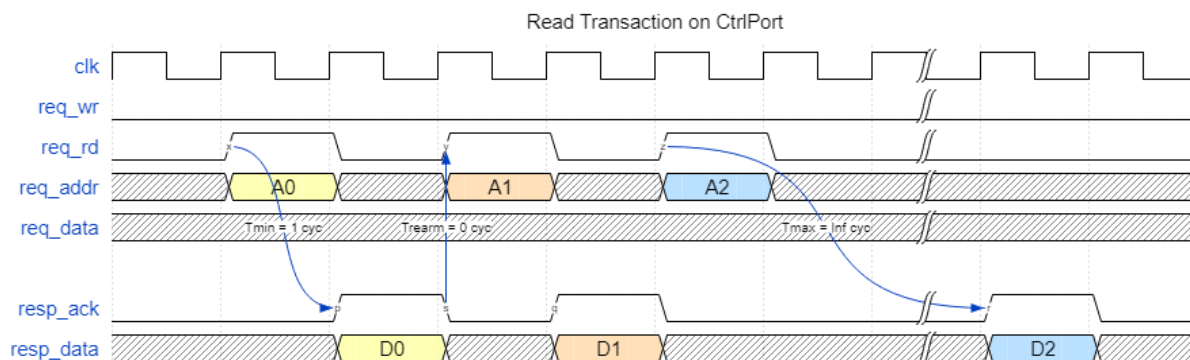 Read Transaction on CtrlPort
clk
req_wr
req_rd x y z
req_addr A0 A1 A2
req_data Tmin = 1 cyc Trearm = 0 cyc Tmax = Inf cyc
resp_ack p s q r
resp_data D0 D1 D2